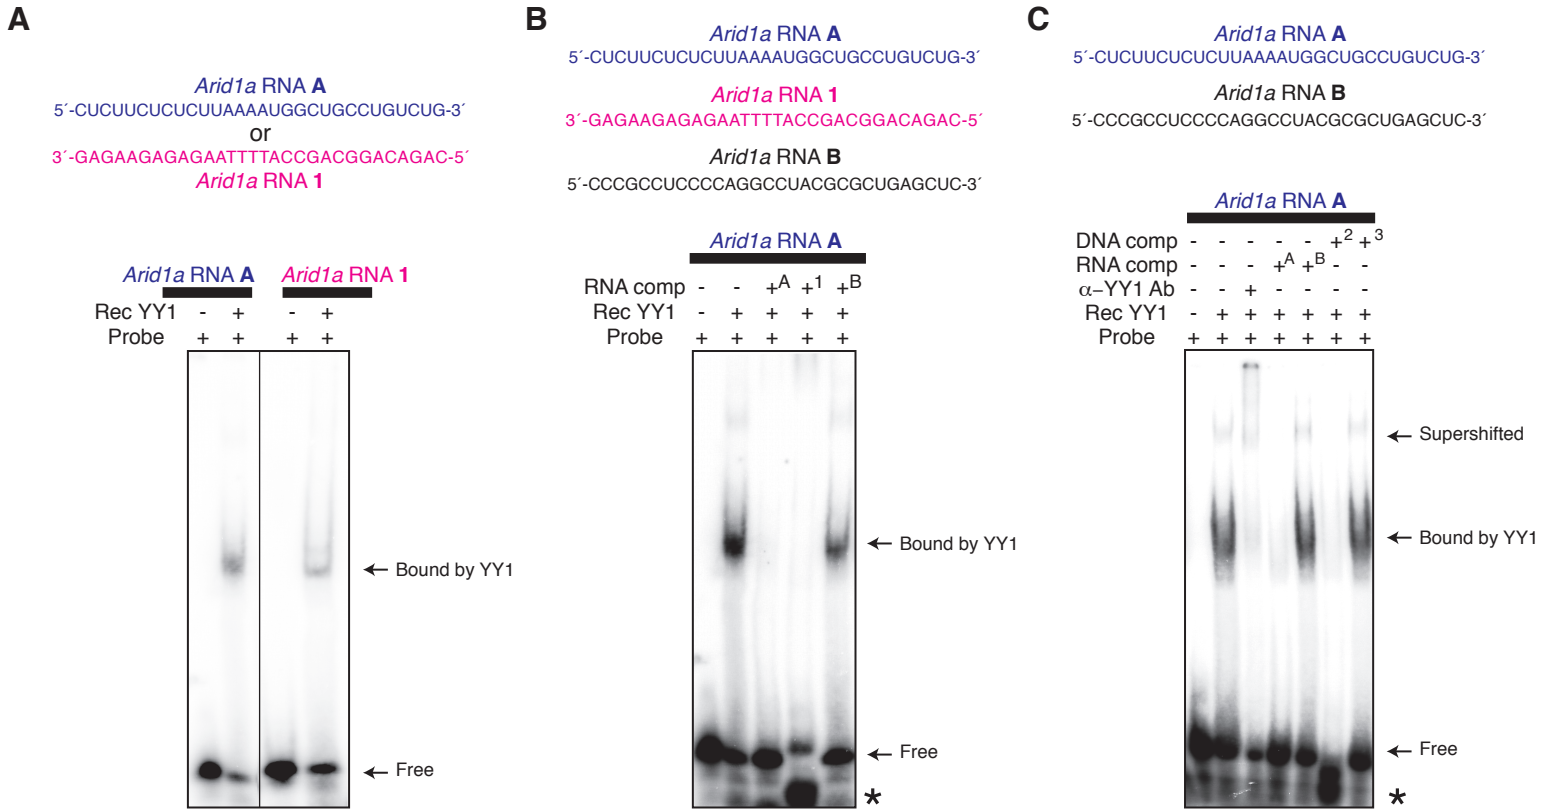 A
Arid1a RNA A
5´-CUCUUCUCUCUUAAAAUGGCUGCCUGUCUG-3´
or
3´-GAGAAGAGAGAATTTTACCGACGGACAGAC-5´
Arid1a RNA 1
Arid1a RNA A Arid1a RNA 1
Rec YY1 - + - +
Probe + + + +
Bound by YY1
Free
B
Arid1a RNA A
5´-CUCUUCUCUCUUAAAAUGGCUGCCUGUCUG-3´
Arid1a RNA 1
3´-GAGAAGAGAGAATTTTACCGACGGACAGAC-5´
Arid1a RNA B
5´-CCCGCCUCCCCAGGCCUACGCGCUGAGCUC-3´
Arid1a RNA A
RNA comp - - +A +1 +B
Rec YY1 - + + + +
Probe + + + + +
Bound by YY1
Free
*
C
Arid1a RNA A
5´-CUCUUCUCUCUUAAAAUGGCUGCCUGUCUG-3´
Arid1a RNA B
5´-CCCGCCUCCCCAGGCCUACGCGCUGAGCUC-3´
Arid1a RNA A
DNA comp - - - - - +2 +3
RNA comp - - - +A +B - -
α-YY1 Ab - - + - - - -
Rec YY1 - + + + + + +
Probe + + + + + + +
Supershifted
Bound by YY1
Free
*